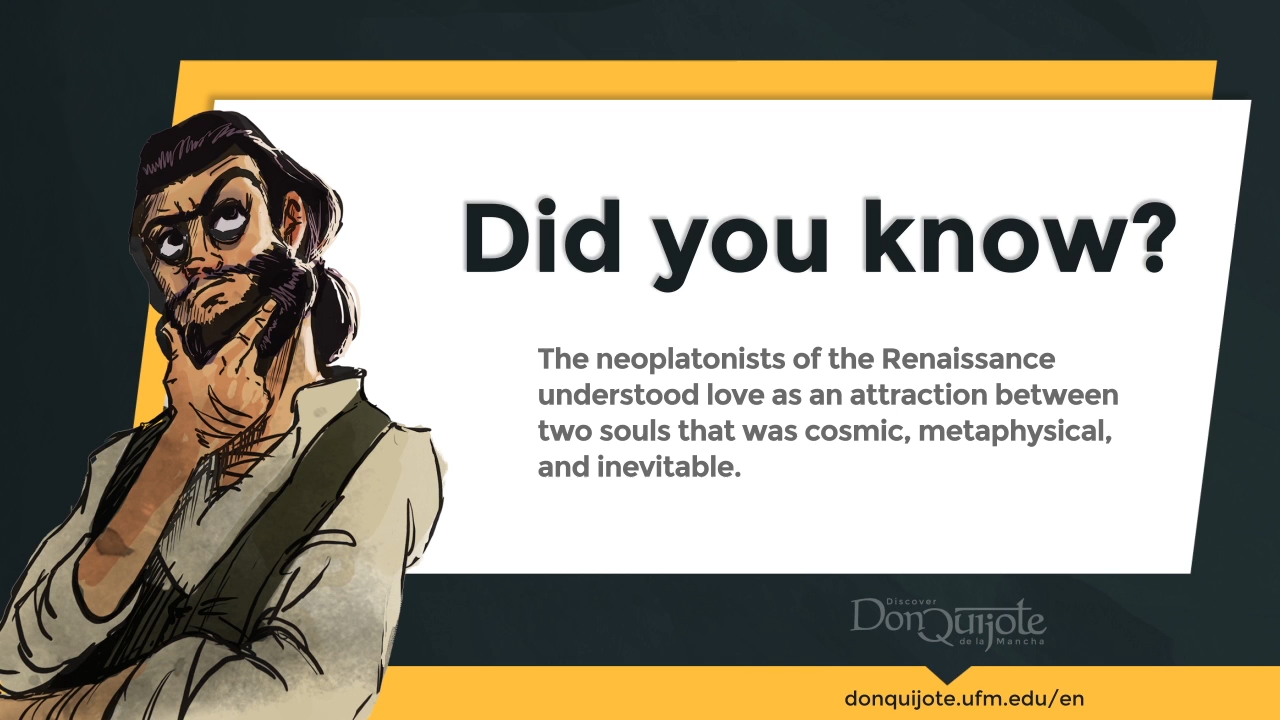 Did you know?
The neoplatonists of the Renaissance
understood love as an attraction between
two souls that was cosmic, metaphysical,
and inevitable.
Discover
DonQuijote
de la Mancha
donquijote.ufm.edu/en